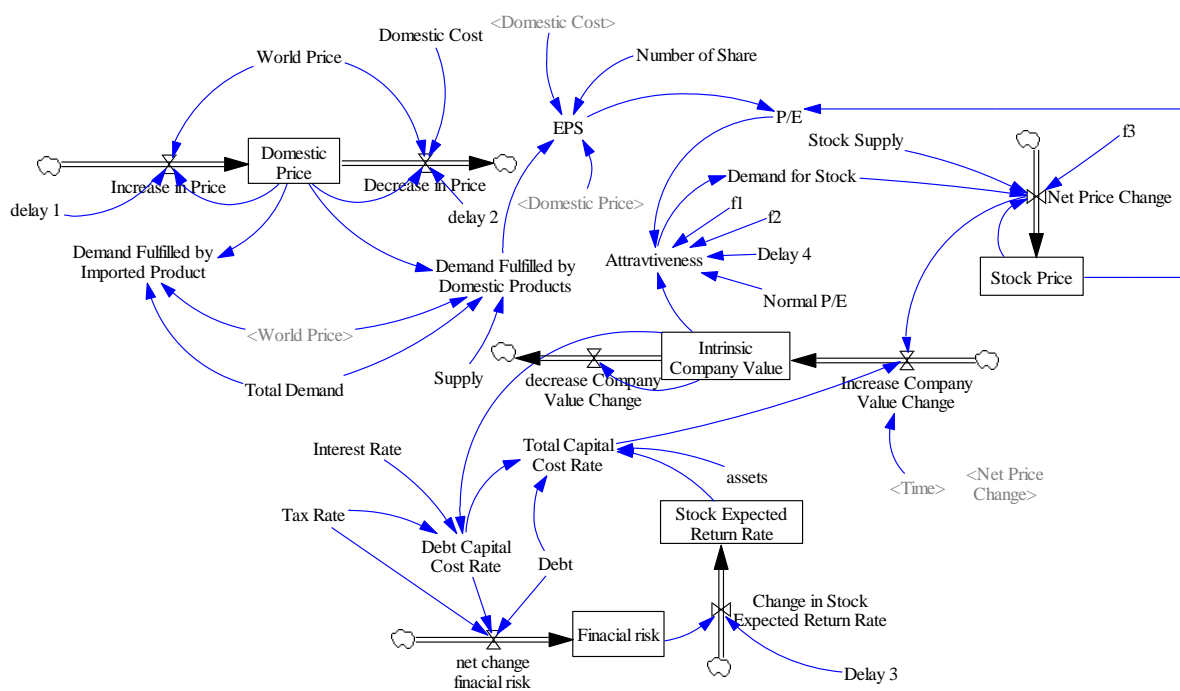 <Domestic Cost>
Domestic Cost
World Price
Number of Share
EPS
P/E
Stock Supply
f3
Domestic
Price
Increase in Price
Decrease in Price
delay 1
delay 2
<Domestic Price>
Demand for Stock
Net Price Change
f1
f2
Demand Fulfilled by
Imported Product
Demand Fulfilled by
Domestic Products
Attravtiveness
Delay 4
Stock Price
Normal P/E
<World Price>
Intrinsic
Company Value
Supply
Total Demand
decrease Company
Value Change
Increase Company
Value Change
Interest Rate
Total Capital
Cost Rate
assets
<Time>
<Net Price
Change>
Tax Rate
Stock Expected
Return Rate
Debt Capital
Cost Rate
Debt
Change in Stock
Expected Return Rate
Finacial risk
net change
finacial risk
Delay 3